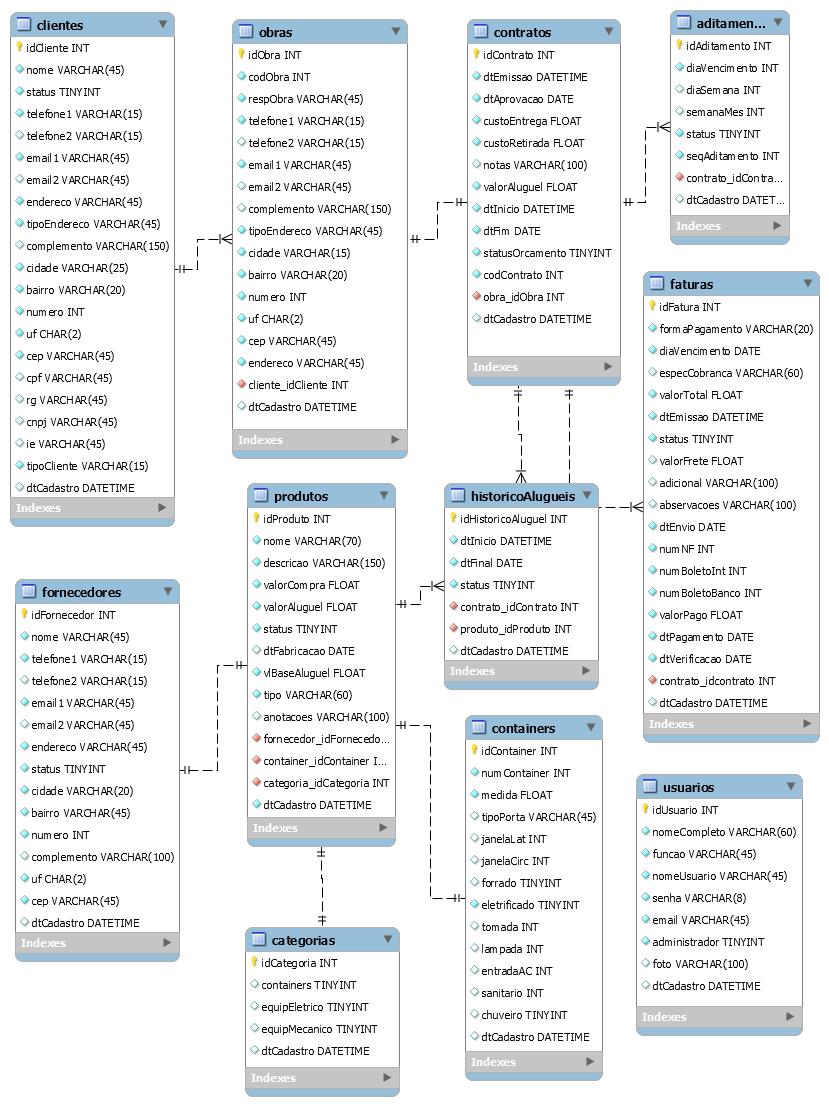 clientes
idCliente INT
nome VARCHAR(45)
status TINYINT
telefone1 VARCHAR(15)
telefone2 VARCHAR(15)
email1 VARCHAR(45)
email2 VARCHAR(45)
endereco VARCHAR(45)
tipoEndereco VARCHAR(45)
complemento VARCHAR(150)
cidade VARCHAR(25)
bairro VARCHAR(20)
numero INT
uf CHAR(2)
cep VARCHAR(45)
cpf VARCHAR(45)
rg VARCHAR(45)
cnpj VARCHAR(45)
ie VARCHAR(45)
tipoCliente VARCHAR(15)
dtCadastro DATETIME
Indexes
obras
idObra INT
codObra INT
respObra VARCHAR(45)
telefone1 VARCHAR(15)
telefone2 VARCHAR(15)
email1 VARCHAR(45)
email2 VARCHAR(45)
complemento VARCHAR(150)
tipoEndereco VARCHAR(45)
cidade VARCHAR(15)
bairro VARCHAR(20)
numero INT
uf CHAR(2)
cep VARCHAR(45)
endereco VARCHAR(45)
cliente_idCliente INT
dtCadastro DATETIME
Indexes
contratos
idContrato INT
dtEmissao DATETIME
dtAprovacao DATE
custoEntrega FLOAT
custoRetirada FLOAT
notas VARCHAR(100)
valorAluguel FLOAT
dtInicio DATETIME
dtFim DATE
statusOrcamento TINYINT
codContrato INT
obra_idObra INT
dtCadastro DATETIME
Indexes
aditamen...
idAditamento INT
diaVencimento INT
diaSemana INT
semanaMes INT
status TINYINT
seqAditamento INT
contrato_idContra...
dtCadastro DATET...
Indexes
faturas
idFatura INT
formaPagamento VARCHAR(20)
diaVencimento DATE
especCobranca VARCHAR(60)
valorTotal FLOAT
dtEmissao DATETIME
status TINYINT
valorFrete FLOAT
adicional VARCHAR(100)
abservacoes VARCHAR(100)
dtEnvio DATE
numNF INT
numBoletoInt INT
numBoletoBanco INT
valorPago FLOAT
dtPagamento DATE
dtVerificacao DATE
contrato_idcontrato INT
dtCadastro DATETIME
Indexes
produtos
idProduto INT
nome VARCHAR(70)
descricao VARCHAR(150)
valorCompra FLOAT
valorAluguel FLOAT
status TINYINT
dtFabricacao DATE
vlBaseAluguel FLOAT
tipo VARCHAR(60)
anotacoes VARCHAR(100)
fornecedor_idFornecedo...
container_idContainer I...
categoria_idCategoria INT
dtCadastro DATETIME
Indexes
historicoAlugueis
idHistoricoAluguel INT
dtInicio DATETIME
dtFinal DATE
status TINYINT
contrato_idContrato INT
produto_idProduto INT
dtCadastro DATETIME
Indexes
fornecedores
idFornecedor INT
nome VARCHAR(45)
telefone1 VARCHAR(15)
telefone2 VARCHAR(15)
email1 VARCHAR(45)
email2 VARCHAR(45)
endereco VARCHAR(45)
status TINYINT
cidade VARCHAR(20)
bairro VARCHAR(45)
numero INT
complemento VARCHAR(100)
uf CHAR(2)
cep VARCHAR(45)
dtCadastro DATETIME
Indexes
containers
idContainer INT
numContainer INT
medida FLOAT
tipoPorta VARCHAR(45)
janelaLat INT
janelaCirc INT
forrado TINYINT
eletrificado TINYINT
tomada INT
lampada INT
entradaAC INT
sanitario INT
chuveiro INT
dtCadastro DATETIME
Indexes
usuarios
idUsuario INT
nomeCompleto VARCHAR(60)
funcao VARCHAR(45)
nomeUsuario VARCHAR(45)
senha VARCHAR(8)
email VARCHAR(45)
administrador TINYINT
foto VARCHAR(100)
dtCadastro DATETIME
Indexes
categorias
idCategoria INT
containers TINYINT
equipEletrico TINYINT
equipMecanico TINYINT
dtCadastro DATETIME
Indexes